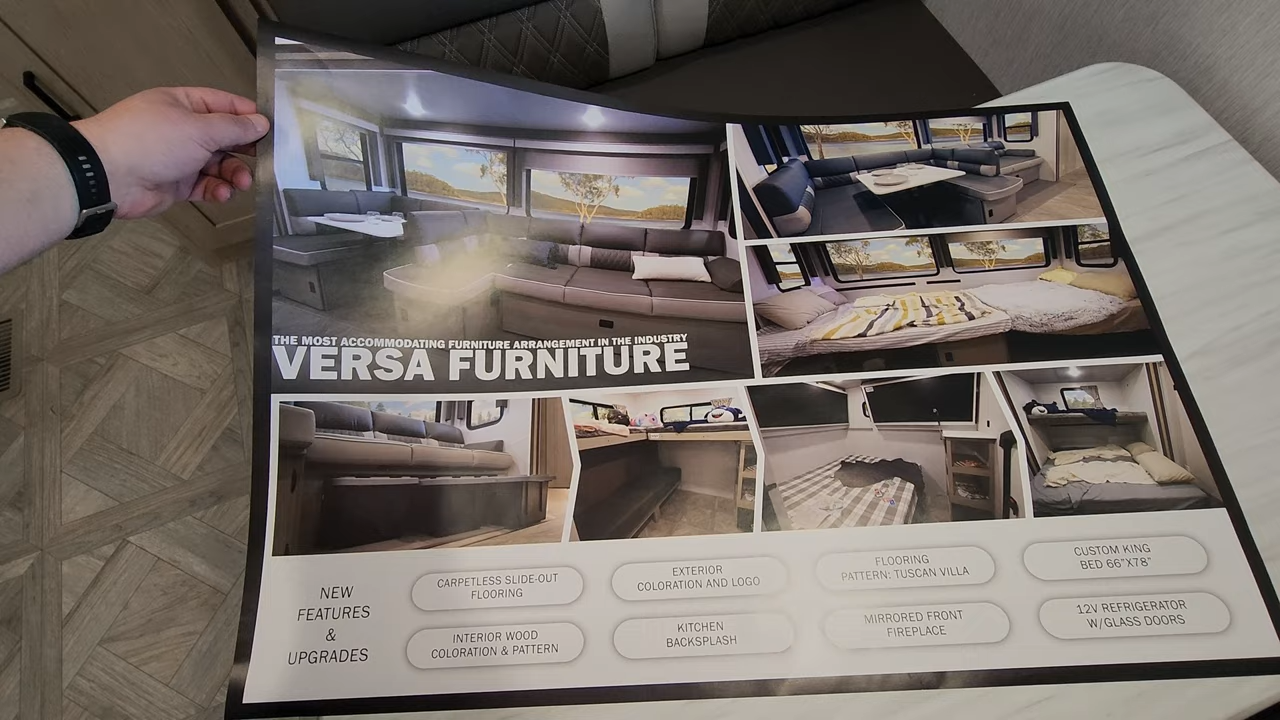 THE MOST ACCOMMODATING FURNITURE ARRANGEMENT IN THE INDUSTRY
VERSA FURNITURE
NEW
FEATURES
&
UPGRADES
CARPETLESS SLIDE-OUT
FLOORING
EXTERIOR
COLORATION AND LOGO
FLOORING
PATTERN: TUSCAN VILLA
CUSTOM KING
BED 66"X78"
INTERIOR WOOD
COLORATION & PATTERN
KITCHEN
BACKSPLASH
MIRRORED FRONT
FIREPLACE
12V REFRIGERATOR
W/GLASS DOORS